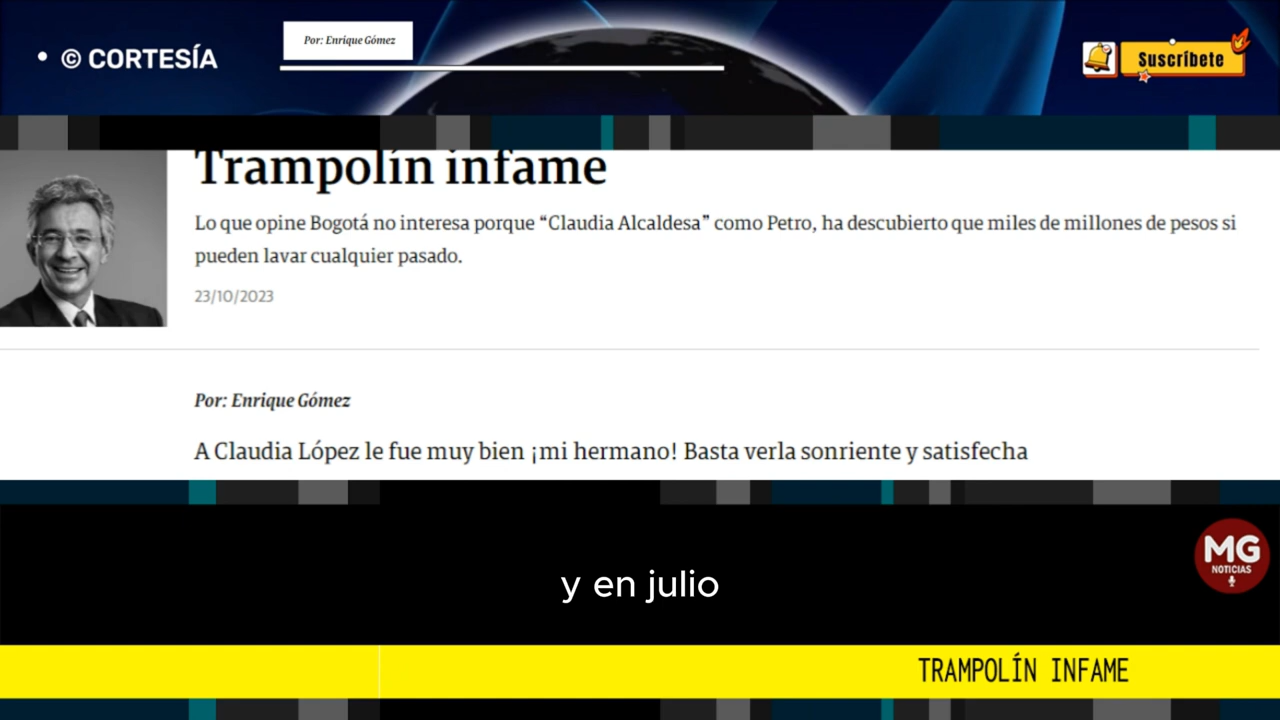 Por: Enrique Gómez
© CORTESÍA
Suscríbete
Trampolín infame
Lo que opine Bogotá no interesa porque “Claudia Alcaldesa” como Petro, ha descubierto que miles de millones de pesos si
pueden lavar cualquier pasado.
23/10/2023
Por: Enrique Gómez
A Claudia López le fue muy bien ¡mi hermano! Basta verla sonriente y satisfecha
MG
NOTICIAS
y en julio
TRAMPOLÍN INFAME